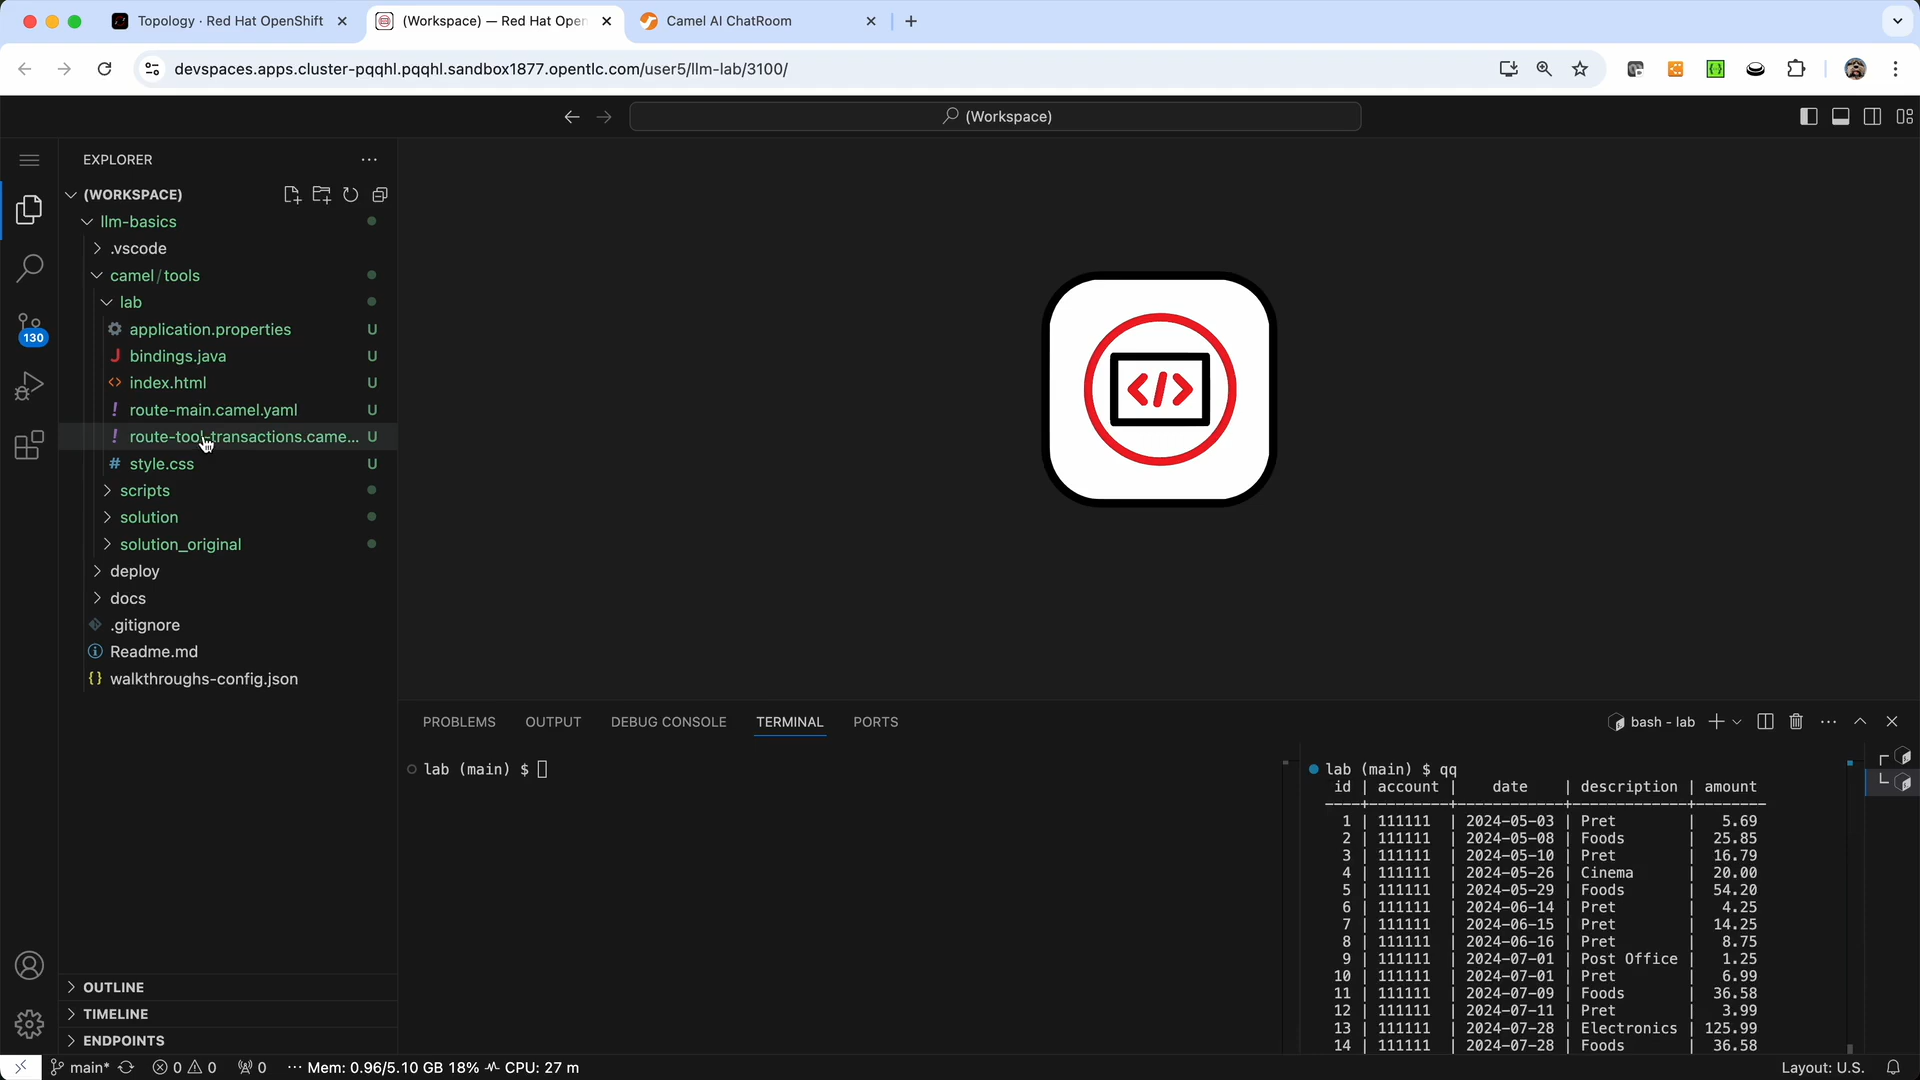 Topology · Red Hat OpenShift
(Workspace) — Red Hat Open
Camel AI ChatRoom
devspaces.apps.cluster-pqqhl.pqqhl.sandbox1877.opentlc.com/user5/llm-lab/3100/
(Workspace)
EXPLORER
(WORKSPACE)
llm-basics
.vscode
camel/tools
lab
application.properties U
bindings.java U
index.html U
route-main.camel.yaml U
route-tool-transactions.came... U
style.css U
scripts
solution
solution_original
deploy
docs
.gitignore
Readme.md
walkthroughs-config.json
130
OUTLINE
TIMELINE
ENDPOINTS
</>
PROBLEMS OUTPUT DEBUG CONSOLE TERMINAL PORTS
bash - lab
lab (main) $
lab (main) $ qq
id | account | date | description | amount
----+---------+------------+-------------+--------
1 | 111111 | 2024-05-03 | Pret | 5.69
2 | 111111 | 2024-05-08 | Foods | 25.85
3 | 111111 | 2024-05-10 | Pret | 16.79
4 | 111111 | 2024-05-26 | Cinema | 20.00
5 | 111111 | 2024-05-29 | Foods | 54.20
6 | 111111 | 2024-06-14 | Pret | 4.25
7 | 111111 | 2024-06-15 | Pret | 14.25
8 | 111111 | 2024-06-16 | Pret | 8.75
9 | 111111 | 2024-07-01 | Post Office | 1.25
10 | 111111 | 2024-07-01 | Pret | 6.99
11 | 111111 | 2024-07-09 | Foods | 36.58
12 | 111111 | 2024-07-11 | Pret | 3.99
13 | 111111 | 2024-07-28 | Electronics | 125.99
14 | 111111 | 2024-07-28 | Foods | 36.58
main* 0 0 0 ··· Mem: 0.96/5.10 GB 18% CPU: 27 m
Layout: U.S.